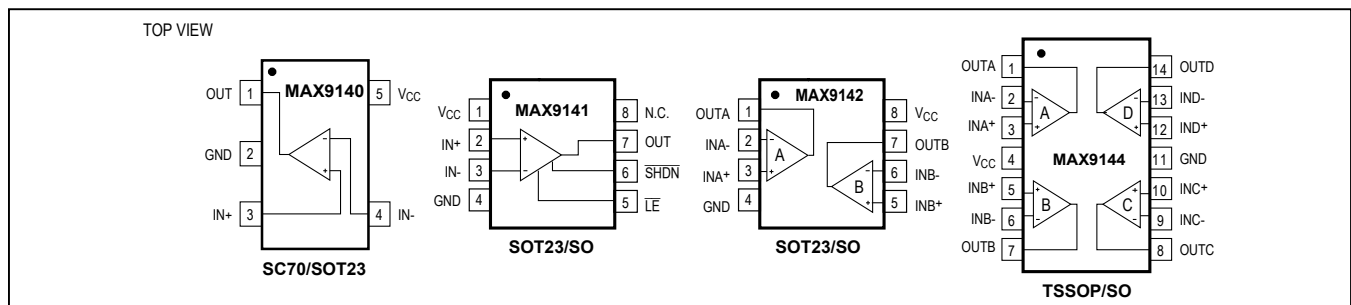 TOP VIEW
MAX9140
OUT 1
5 VCC
GND 2
IN+ 3
4 IN-
- +
SC70/SOT23
MAX9141
VCC 1
8 N.C.
IN+ 2
7 OUT
IN- 3
6 SHDN
GND 4
5 LE
+ -
SOT23/SO
MAX9142
OUTA 1
8 VCC
INA- 2
7 OUTB
INA+ 3
6 INB-
GND 4
5 INB+
- A +
- B +
SOT23/SO
OUTA 1
14 OUTD
INA- 2
13 IND-
INA+ 3
12 IND+
- A +
- D +
VCC 4
MAX9144
11 GND
INB+ 5
10 INC+
INB- 6
9 INC-
+ B -
+ C -
OUTB 7
8 OUTC
TSSOP/SO